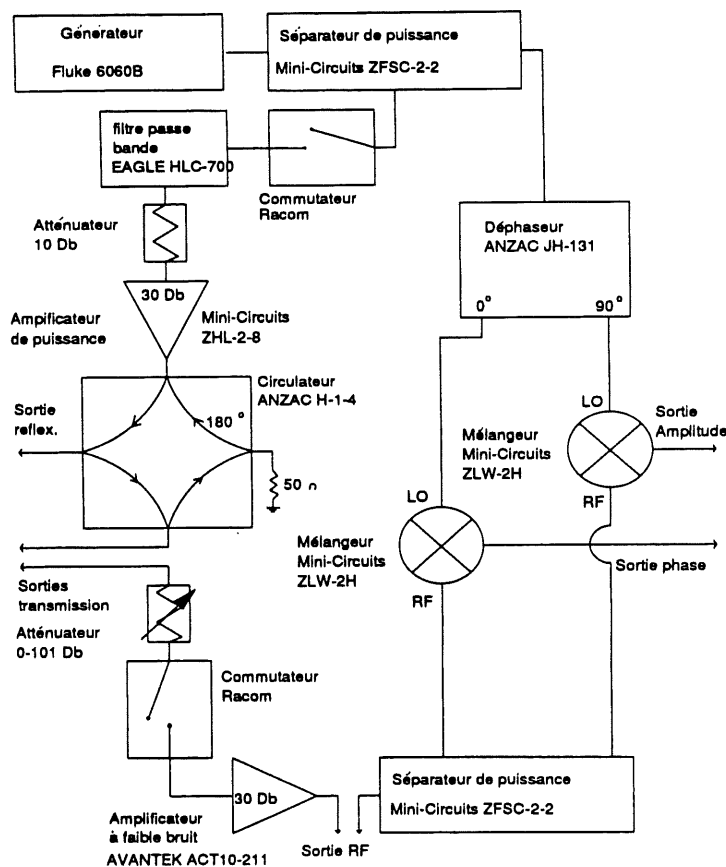 Générateur
Fluke 6060B
Séparateur de puissance
Mini-Circuits ZFSC-2-2
filtre passe
bande
EAGLE HLC-700
Commutateur
Racom
Atténuateur
10 Db
Déphaseur
ANZAC JH-131
0°
90°
30 Db
Ampificateur
de puissance
Mini-Circuits
ZHL-2-8
Circulateur
ANZAC H-1-4
180°
Sortie
reflex.
50 Ω
LO
Sortie
Amplitude
Mélangeur
Mini-Circuits
ZLW-2H
RF
LO
Mélangeur
Mini-Circuits
ZLW-2H
RF
Sortie phase
Sorties
transmission
Atténuateur
0-101 Db
Commutateur
Racom
30 Db
Amplificateur
à faible bruit
AVANTEK ACT10-211
Sortie RF
Séparateur de puissance
Mini-Circuits ZFSC-2-2